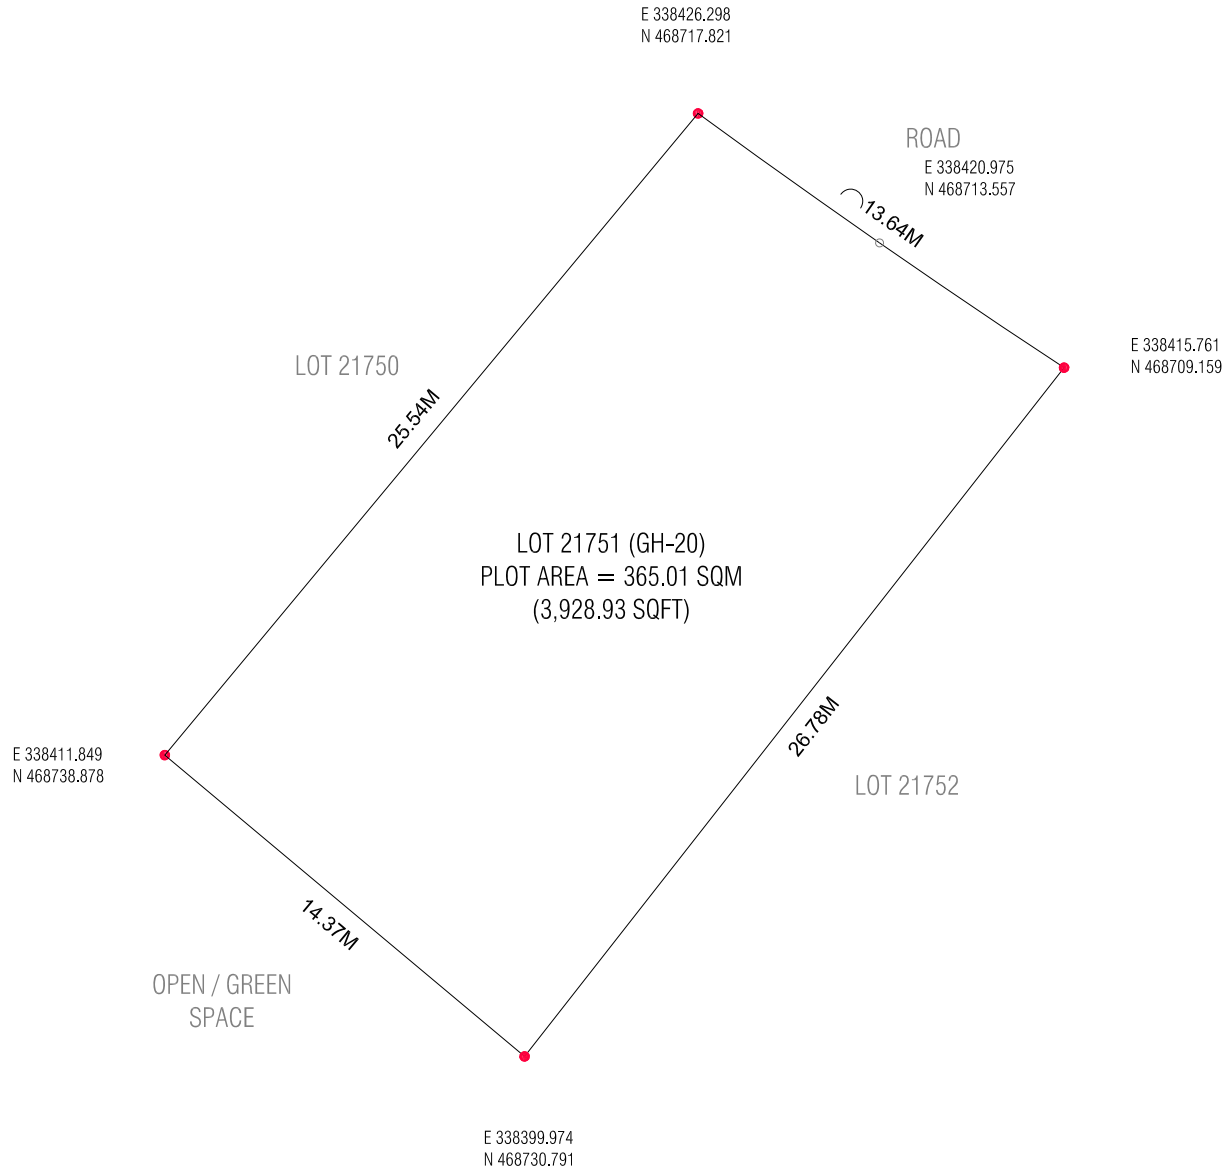 E 338426.298
N 468717.821
ROAD
E 338420.975
N 468713.557
13.64M
E 338415.761
N 468709.159
LOT 21750
25.54M
LOT 21751 (GH-20)
PLOT AREA = 365.01 SQM
(3,928.93 SQFT)
26.78M
E 338411.849
N 468738.878
LOT 21752
14.37M
OPEN / GREEN
SPACE
E 338399.974
N 468730.791